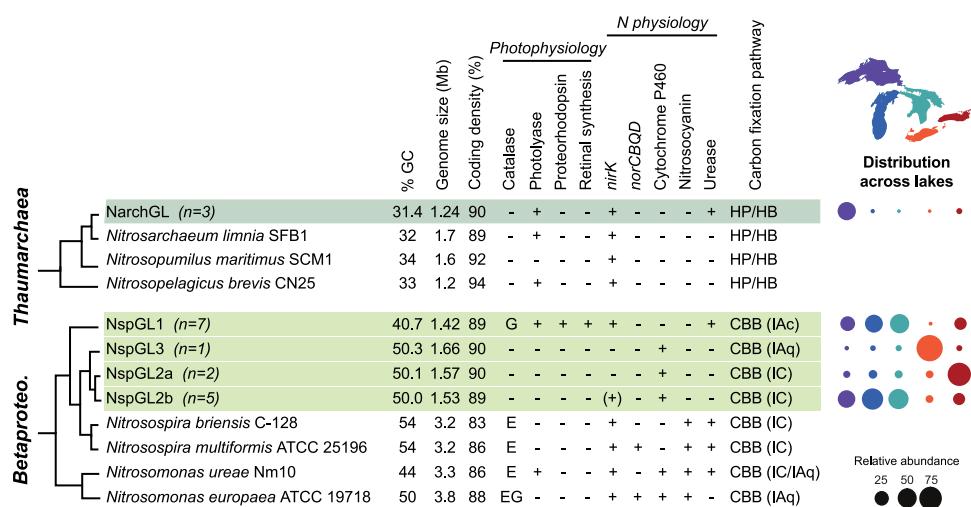 N physiology
Photophysiology
% GC
Genome size (Mb)
Coding density (%)
Catalase
Photolyase
Proteorhodopsin
Retinal synthesis
nirK
norCBQD
Cytochrome P460
Nitrosocyanin
Urease
Carbon fixation pathway
Distribution
across lakes
Thaumarchaea
NarchGL (n=3) 31.4 1.24 90 - + - - + - - - + HP/HB
Nitrosarchaeum limnia SFB1 32 1.7 89 - + - - + - - - - HP/HB
Nitrosopumilus maritimus SCM1 34 1.6 92 - - - - + - - - - HP/HB
Nitrosopelagicus brevis CN25 33 1.2 94 - + - - + - - - - HP/HB
Betaproteo.
NspGL1 (n=7) 40.7 1.42 89 G + + + + - - - + CBB (IAc)
NspGL3 (n=1) 50.3 1.66 90 - - - - - - + - - CBB (IAq)
NspGL2a (n=2) 50.1 1.57 90 - - - - - - + - - CBB (IC)
NspGL2b (n=5) 50.0 1.53 89 - - - - (+) - + - - CBB (IC)
Nitrosospira briensis C-128 54 3.2 83 E - - - + - - + + CBB (IC)
Nitrosospira multiformis ATCC 25196 54 3.2 86 E - - - + + - + + CBB (IC)
Nitrosomonas ureae Nm10 44 3.3 86 E + - - + - + + + CBB (IC/IAq)
Nitrosomonas europaea ATCC 19718 50 3.8 88 EG - - - + + + + - CBB (IAq)
Relative abundance
25 50 75